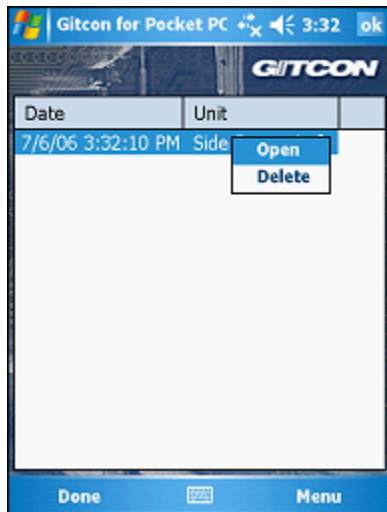 Gitcon for Pocket PC 3:32 ok
GITCON
Date Unit
7/6/06 3:32:10 PM Side
Open
Delete
Done Menu